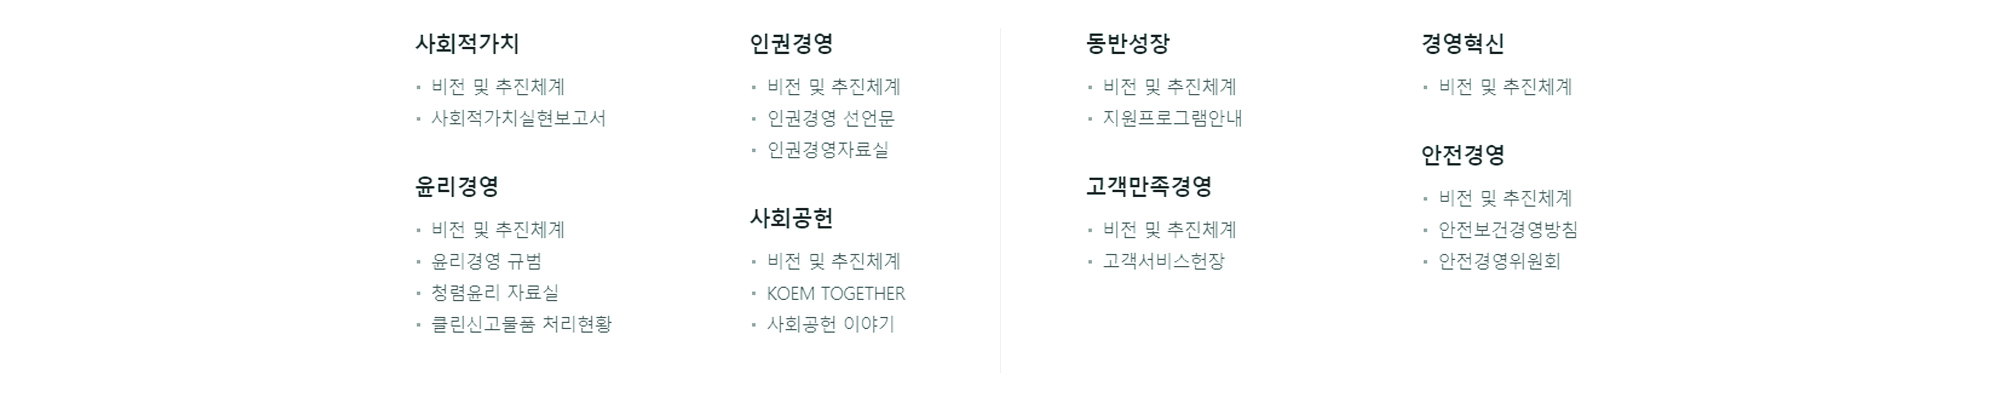 사회적가치
비전 및 추진체계
사회적가치실현보고서
윤리경영
비전 및 추진체계
윤리경영 규범
청렴윤리 자료실
클린신고물품 처리현황
인권경영
비전 및 추진체계
인권경영 선언문
인권경영자료실
사회공헌
비전 및 추진체계
KOEM TOGETHER
사회공헌 이야기
동반성장
비전 및 추진체계
지원프로그램안내
고객만족경영
비전 및 추진체계
고객서비스헌장
경영혁신
비전 및 추진체계
안전경영
비전 및 추진체계
안전보건경영방침
안전경영위원회